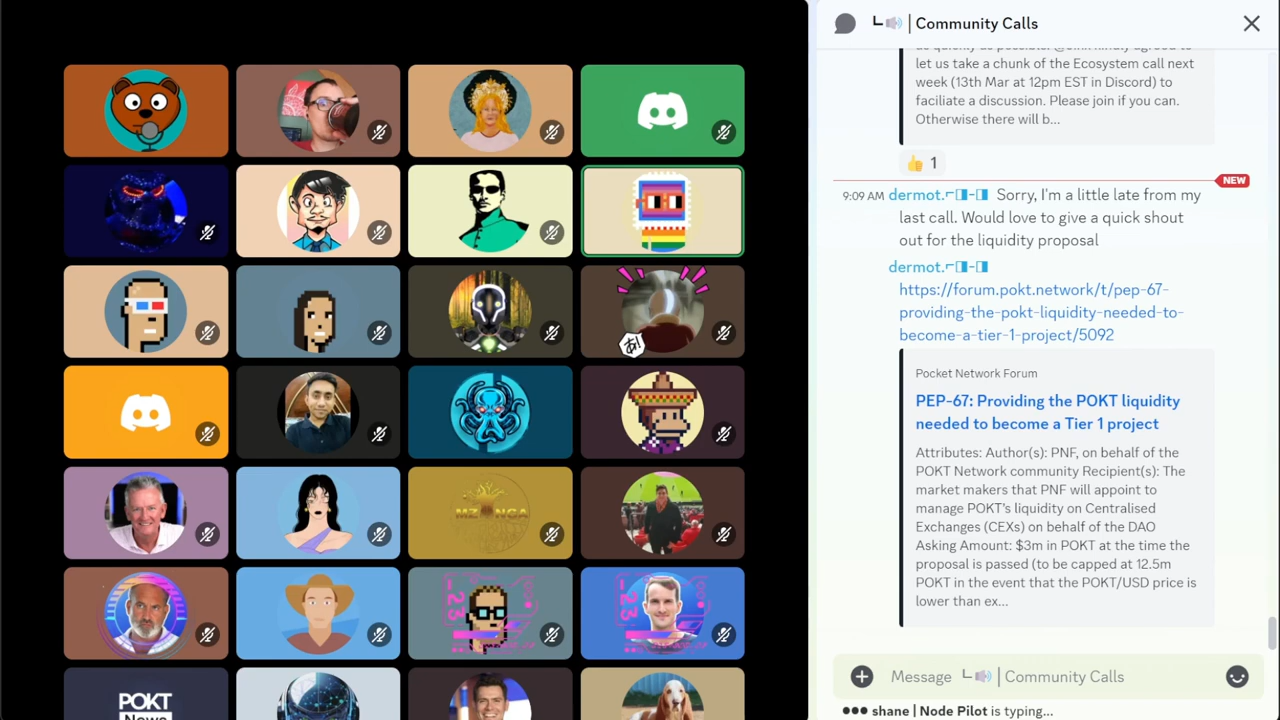 Community Calls
as quickly as possible.
let us take a chunk of the Ecosystem call next
week (13th Mar at 12pm EST in Discord) to
faciliate a discussion. Please join if you can.
Otherwise there will b...
👍 1
NEW
9:09 AM dermot. Sorry, I'm a little late from my
last call. Would love to give a quick shout
out for the liquidity proposal
dermot.
https://forum.pokt.network/t/pep-67-
providing-the-pokt-liquidity-needed-to-
become-a-tier-1-project/5092
Pocket Network Forum
PEP-67: Providing the POKT liquidity
needed to become a Tier 1 project
Attributes: Author(s): PNF, on behalf of the
POKT Network community Recipient(s): The
market makers that PNF will appoint to
manage POKT's liquidity on Centralised
Exchanges (CEXs) on behalf of the DAO
Asking Amount: $3m in POKT at the time the
proposal is passed (to be capped at 12.5m
POKT in the event that the POKT/USD price is
lower than ex...
Message Community Calls
shane | Node Pilot is typing...
あ!
POKT
News